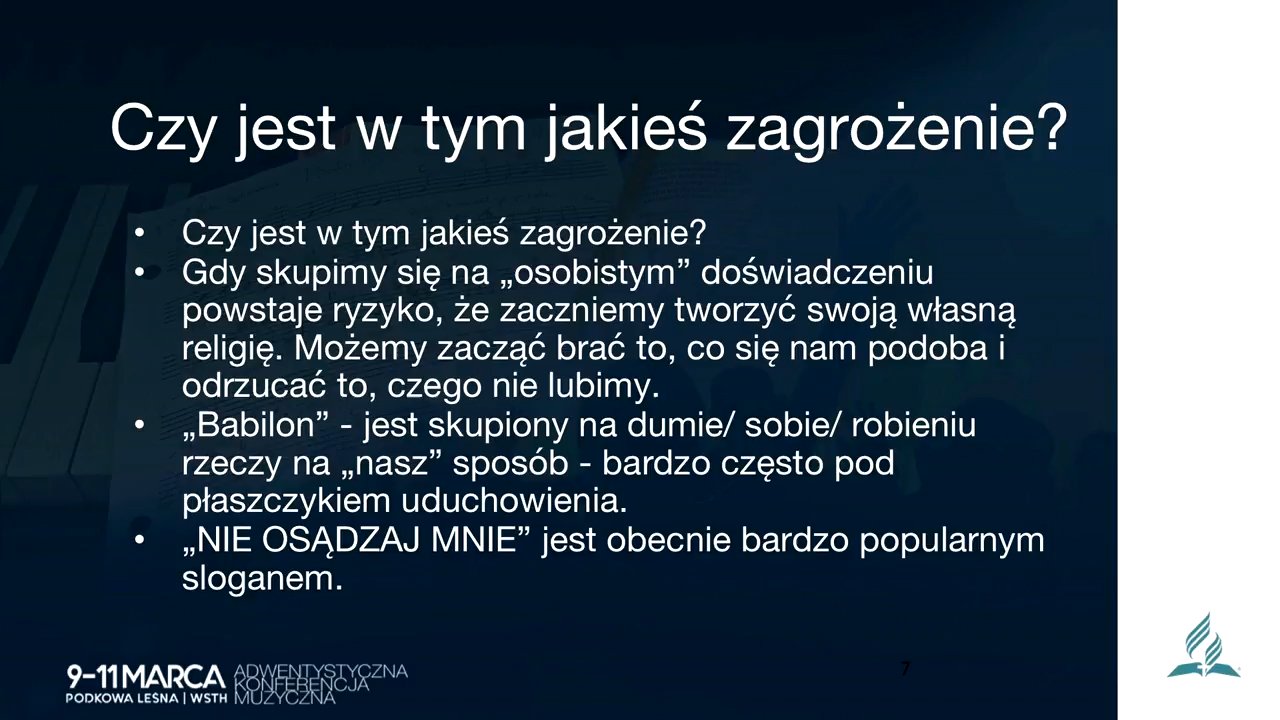 Czy jest w tym jakieś zagrożenie?
• Czy jest w tym jakieś zagrożenie?
• Gdy skupimy się na „osobistym” doświadczeniu
powstaje ryzyko, że zaczniemy tworzyć swoją własną
religię. Możemy zacząć brać to, co się nam podoba i
odrzucać to, czego nie lubimy.
• „Babilon” - jest skupiony na dumie/ sobie/ robieniu
rzeczy na „nasz” sposób - bardzo często pod
płaszczykiem uduchowienia.
• „NIE OSĄDZAJ MNIE” jest obecnie bardzo popularnym
sloganem.
9-11 MARCA
PODKOWA LEŚNA | WSTH
ADWENTYSTYCZNA
KONFERENCJA
MUZYCZNA
7